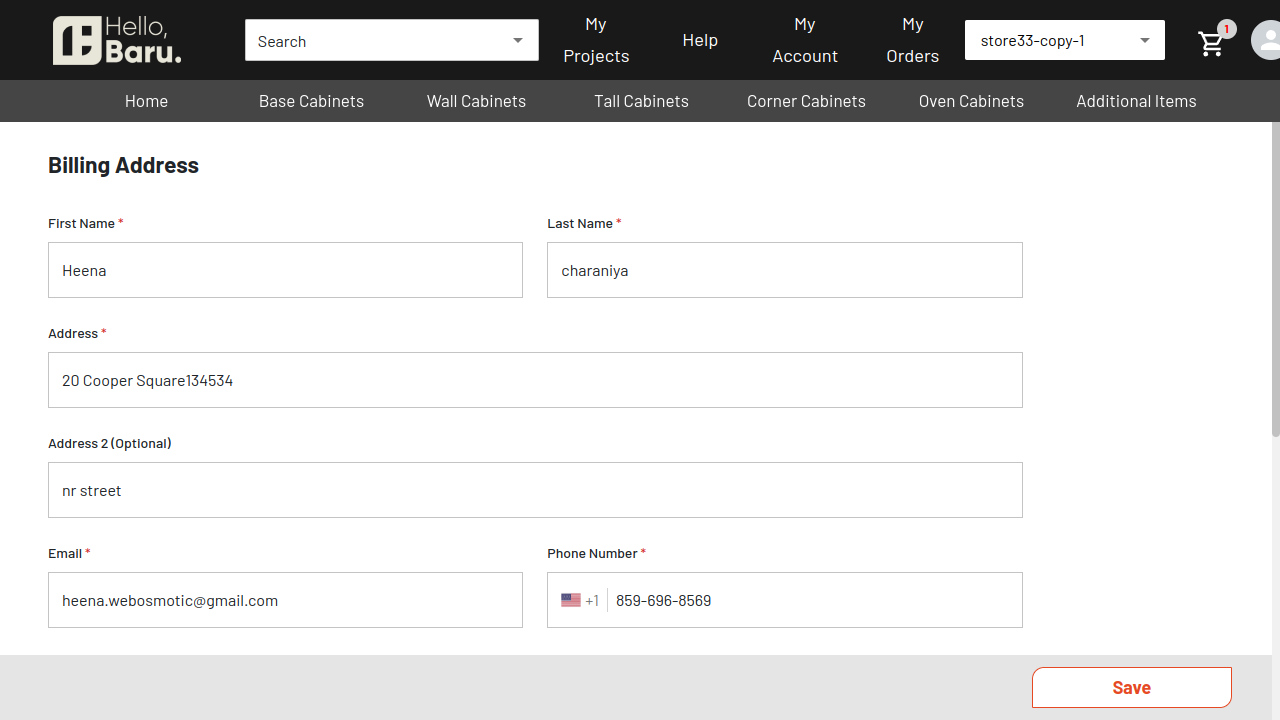 Hello,
Baru.
Search
My
Projects
Help
My
Account
My
Orders
store33-copy-1
1
Home
Base Cabinets
Wall Cabinets
Tall Cabinets
Corner Cabinets
Oven Cabinets
Additional Items
Billing Address
First Name *
Last Name *
Heena
charaniya
Address *
20 Cooper Square134534
Address 2 (Optional)
nr street
Email *
Phone Number *
heena.webosmotic@gmail.com
+1
859-696-8569
Save